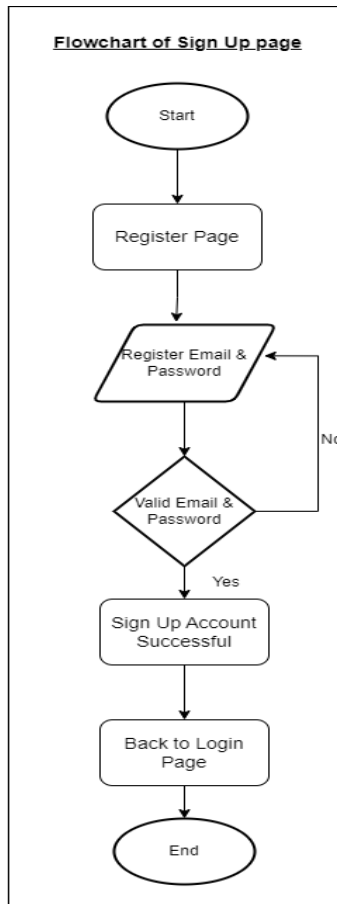 Flowchart of Sign Up page
Start
Register Page
Register Email &
Password
No
Valid Email &
Password
Yes
Sign Up Account
Successful
Back to Login
Page
End